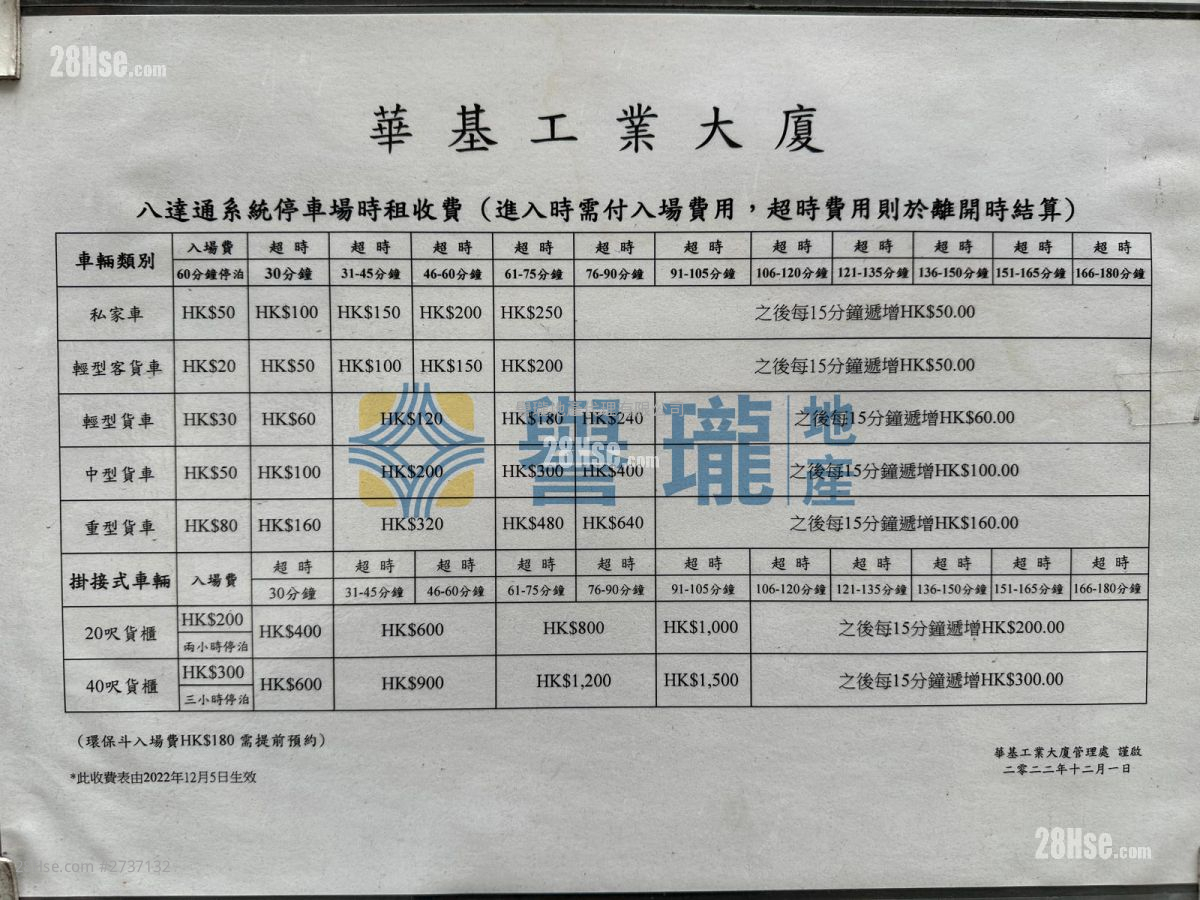 28Hse.com
華基工業大廈
八達通系統停車場時租收費（進入時需付入場費用，超時費用則於離開時結算）
車輛類別 入場費 超時 超時 超時 超時 超時 超時 超時 超時 超時 超時 超時
60分鐘停泊 30分鐘 31-45分鐘 46-60分鐘 61-75分鐘 76-90分鐘 91-105分鐘 106-120分鐘 121-135分鐘 136-150分鐘 151-165分鐘 166-180分鐘
私家車 HK$50 HK$100 HK$150 HK$200 HK$250 之後每15分鐘遞增HK$50.00
輕型客貨車 HK$20 HK$50 HK$100 HK$150 HK$200 之後每15分鐘遞增HK$50.00
輕型貨車 HK$30 HK$60 HK$120 HK$180 HK$240 之後每15分鐘遞增HK$60.00
中型貨車 HK$50 HK$100 HK$200 HK$300 HK$400 之後每15分鐘遞增HK$100.00
重型貨車 HK$80 HK$160 HK$320 HK$480 HK$640 之後每15分鐘遞增HK$160.00
譽瓏地產
28Hse.com
掛接式車輛 入場費 超時 超時 超時 超時 超時 超時 超時 超時 超時 超時 超時
30分鐘 31-45分鐘 46-60分鐘 61-75分鐘 76-90分鐘 91-105分鐘 106-120分鐘 121-135分鐘 136-150分鐘 151-165分鐘 166-180分鐘
20呎貨櫃 HK$200 兩小時停泊 HK$400 HK$600 HK$800 HK$1,000 之後每15分鐘遞增HK$200.00
40呎貨櫃 HK$300 三小時停泊 HK$600 HK$900 HK$1,200 HK$1,500 之後每15分鐘遞增HK$300.00
（環保斗入場費HK$180 需提前預約）
華基工業大廈管理處 謹啟
*此收費表由2022年12月5日生效
二零二二年十二月一日
28Hse.com
28Hse.com #2737132